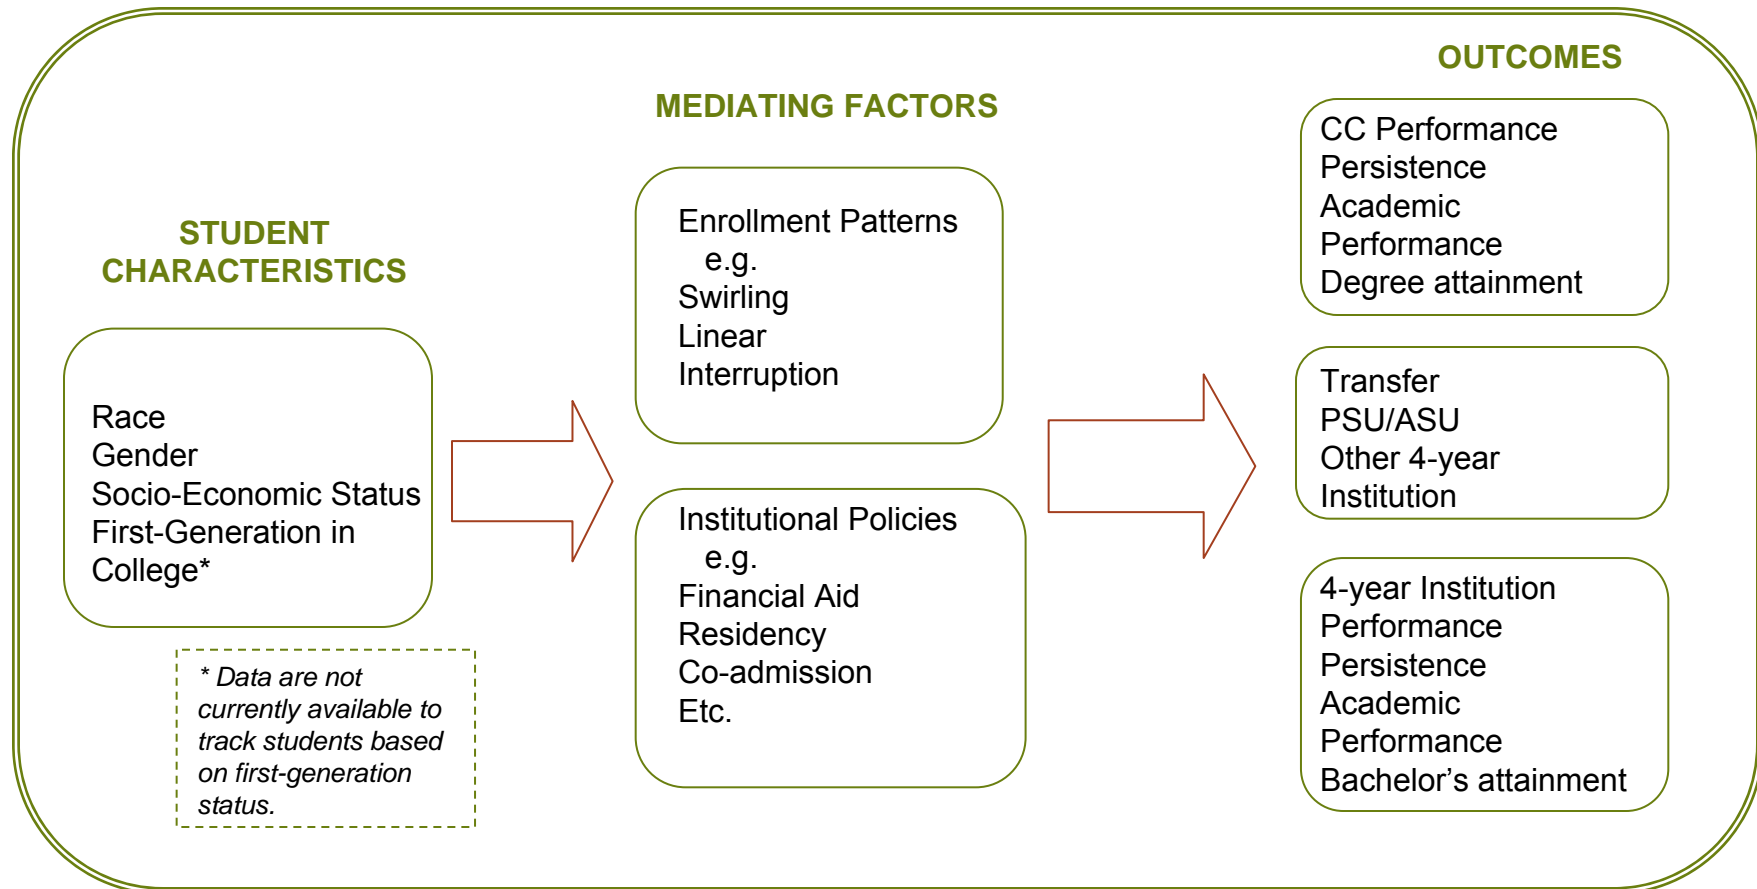 STUDENT
CHARACTERISTICS
Race
Gender
Socio-Economic Status
First-Generation in
College*
* Data are not
currently available to
track students based
on first-generation
status.
MEDIATING FACTORS
Enrollment Patterns
e.g.
Swirling
Linear
Interruption
Institutional Policies
e.g.
Financial Aid
Residency
Co-admission
Etc.
OUTCOMES
CC Performance
Persistence
Academic
Performance
Degree attainment
Transfer
PSU/ASU
Other 4-year
Institution
4-year Institution
Performance
Persistence
Academic
Performance
Bachelor’s attainment